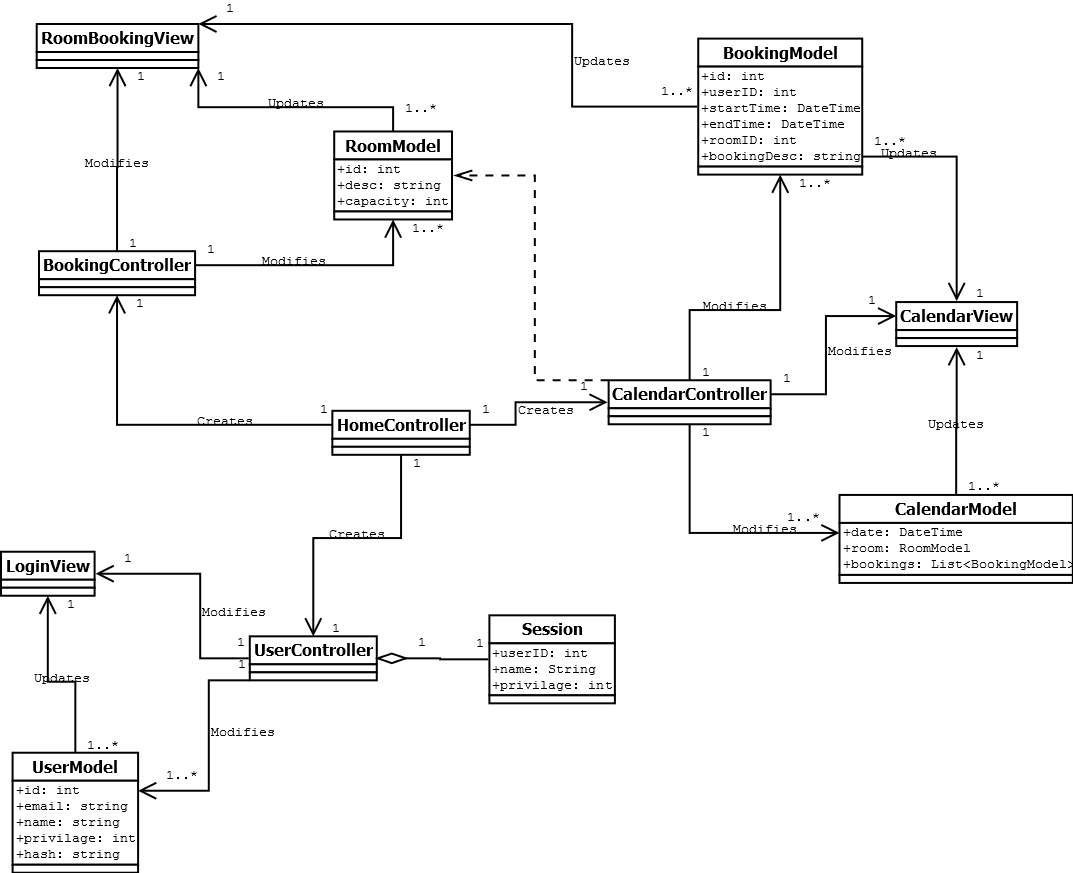 1
RoomBookingView
BookingModel
+id: int
+userID: int
+startTime: DateTime
+endTime: DateTime
+roomID: int
+bookingDesc: string
Updates
1..*
1
1
Updates
1..*
RoomModel
+id: int
+desc: string
+capacity: int
1..*
Updates
Modifies
1..*
1..*
1
1
BookingController
Modifies
1
1
1
CalendarView
Modifies
Modifies
1
1
1
1
CalendarController
1
Creates
1
HomeController
1
Creates
1
1
Updates
1..*
CalendarModel
+date: DateTime
+room: RoomModel
+bookings: List<BookingModel>
1..*
Modifies
Creates
LoginView
1
1
Modifies
1
UserController
1
1
1
1
Session
+userID: int
+name: String
+privilage: int
Updates
Modifies
1..*
1..*
UserModel
+id: int
+email: string
+name: string
+privilage: int
+hash: string